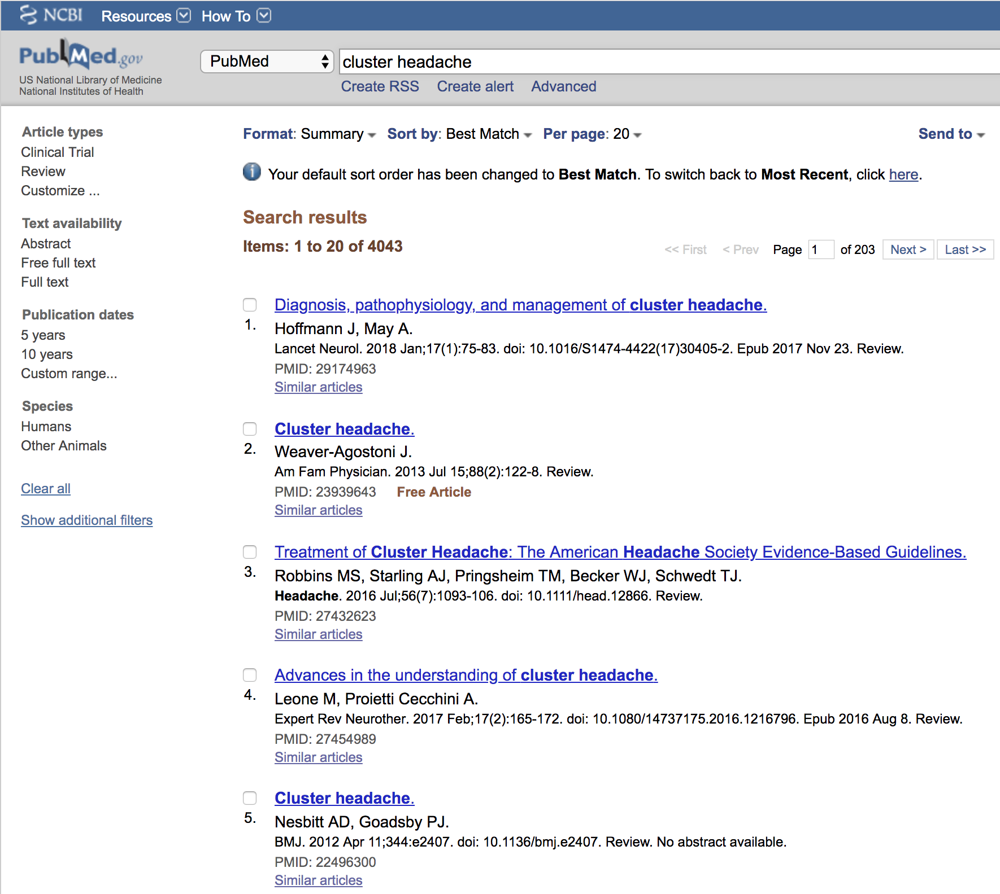 NCBI Resources How To
PubMed.gov
US National Library of Medicine
National Institutes of Health
PubMed
cluster headache
Create RSS Create alert Advanced
Article types
Clinical Trial
Review
Customize ...
Text availability
Abstract
Free full text
Full text
Publication dates
5 years
10 years
Custom range...
Species
Humans
Other Animals
Clear all
Show additional filters
Format: Summary Sort by: Best Match Per page: 20 Send to
Your default sort order has been changed to Best Match. To switch back to Most Recent, click here.
Search results
Items: 1 to 20 of 4043
<< First < Prev Page 1 of 203 Next > Last >>
Diagnosis, pathophysiology, and management of cluster headache.
1. Hoffmann J, May A.
Lancet Neurol. 2018 Jan;17(1):75-83. doi: 10.1016/S1474-4422(17)30405-2. Epub 2017 Nov 23. Review.
PMID: 29174963
Similar articles
Cluster headache.
2. Weaver-Agostoni J.
Am Fam Physician. 2013 Jul 15;88(2):122-8. Review.
PMID: 23939643 Free Article
Similar articles
Treatment of Cluster Headache: The American Headache Society Evidence-Based Guidelines.
3. Robbins MS, Starling AJ, Pringsheim TM, Becker WJ, Schwedt TJ.
Headache. 2016 Jul;56(7):1093-106. doi: 10.1111/head.12866. Review.
PMID: 27432623
Similar articles
Advances in the understanding of cluster headache.
4. Leone M, Proietti Cecchini A.
Expert Rev Neurother. 2017 Feb;17(2):165-172. doi: 10.1080/14737175.2016.1216796. Epub 2016 Aug 8. Review.
PMID: 27454989
Similar articles
Cluster headache.
5. Nesbitt AD, Goadsby PJ.
BMJ. 2012 Apr 11;344:e2407. doi: 10.1136/bmj.e2407. Review. No abstract available.
PMID: 22496300
Similar articles